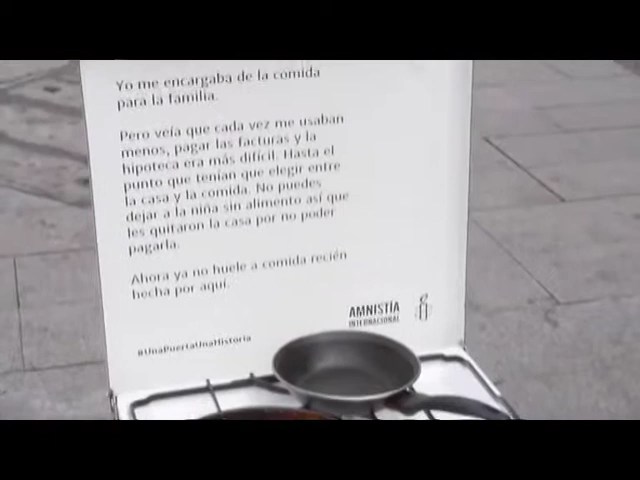 Yo me encargaba de la comida
para la familia.
Pero veía que cada vez me usaban
menos, pagar las facturas y la
hipoteca era más difícil. Hasta el
punto que tenían que elegir entre
la casa y la comida. No puedes
dejar a la niña sin alimento así que
les quitaron la casa por no poder
pagarla.
Ahora ya no huele a comida recién
hecha por aquí.
AMNISTÍA
INTERNACIONAL
#UnaPuertaUnaHistoria